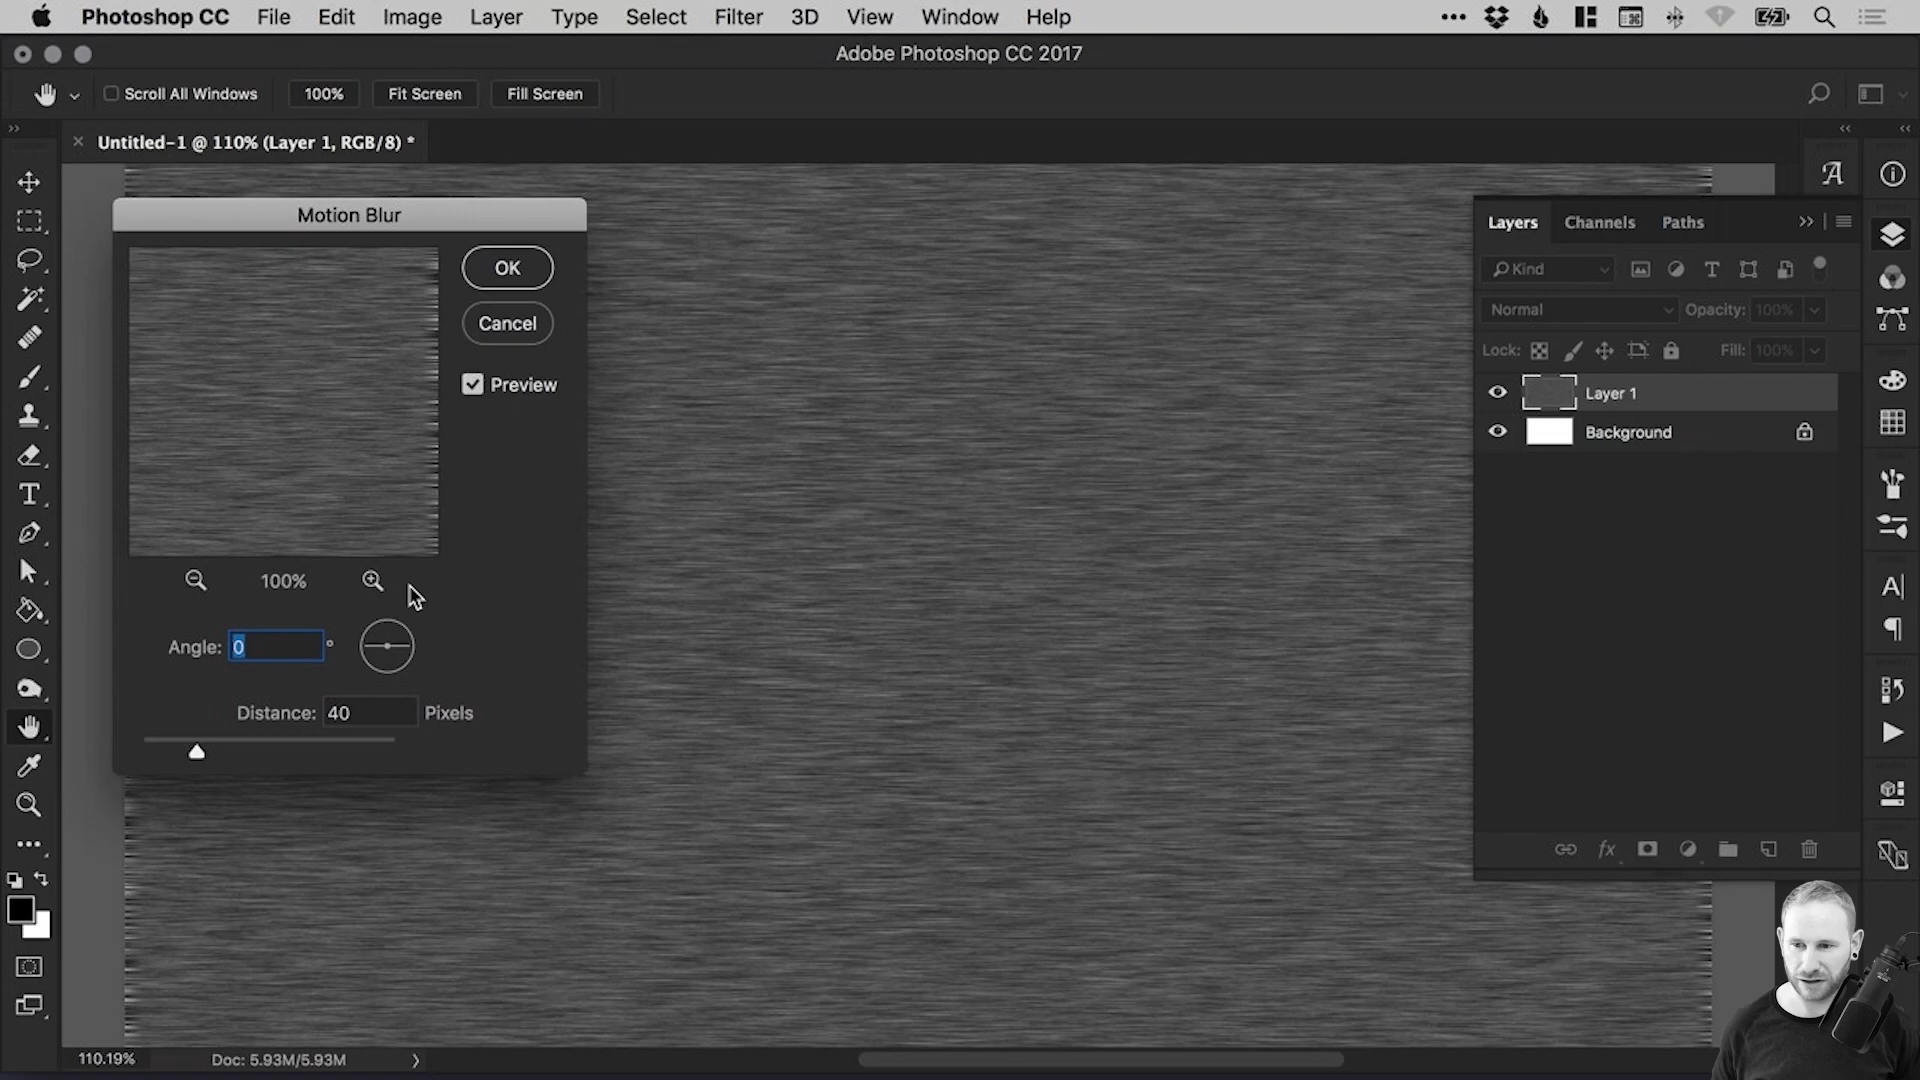 Photoshop CC File Edit Image Layer Type Select Filter 3D View Window Help
Adobe Photoshop CC 2017
Scroll All Windows 100% Fit Screen Fill Screen
Untitled-1 @ 110% (Layer 1, RGB/8) *
Motion Blur
OK
Cancel
Preview
100%
Angle: 0 °
Distance: 40 Pixels
Layers Channels Paths
Kind
Normal Opacity: 100%
Lock: Fill: 100%
Layer 1
Background
110.19% Doc: 5.93M/5.93M